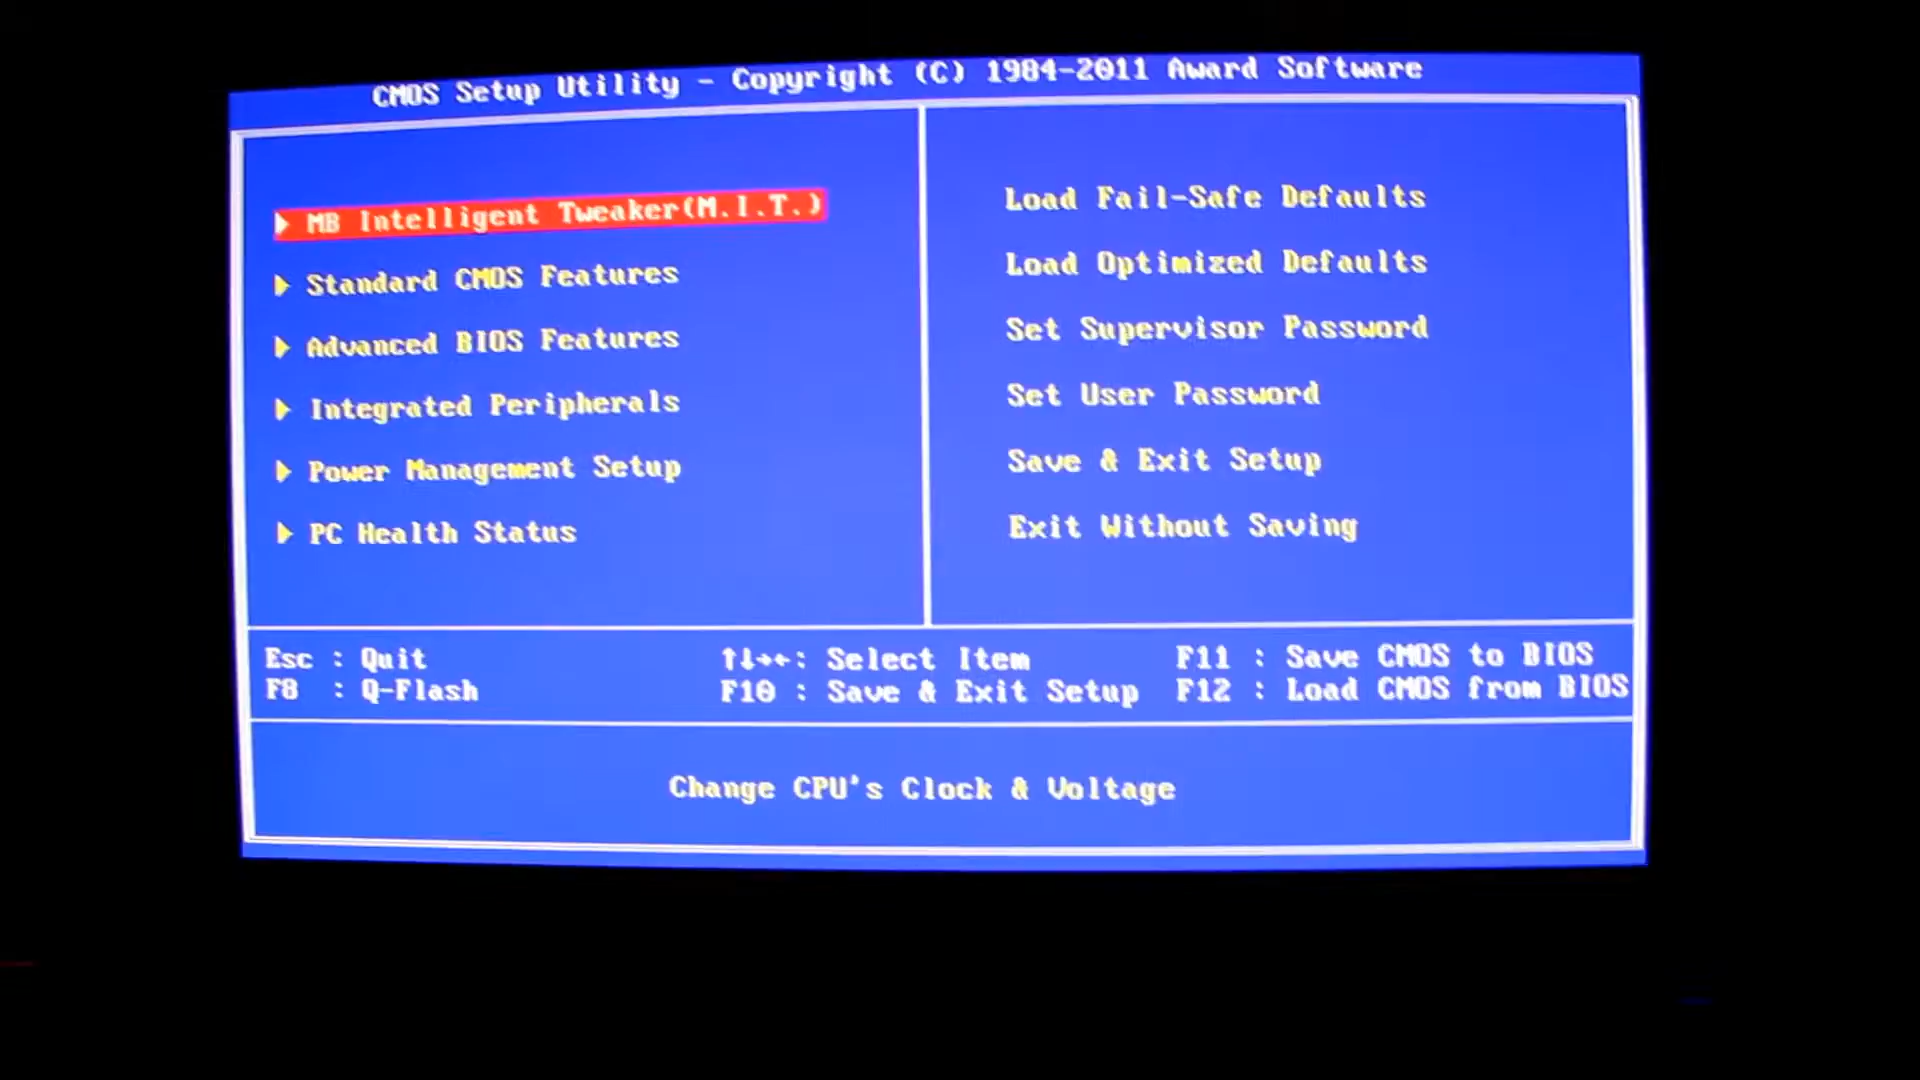 CMOS Setup Utility - Copyright (C) 1984-2011 Award Software
MB Intelligent Tweaker(M.I.T.)
Standard CMOS Features
Advanced BIOS Features
Integrated Peripherals
Power Management Setup
PC Health Status
Load Fail-Safe Defaults
Load Optimized Defaults
Set Supervisor Password
Set User Password
Save & Exit Setup
Exit Without Saving
Esc : Quit ↑↓→←: Select Item F11 : Save CMOS to BIOS
F8 : Q-Flash F10 : Save & Exit Setup F12 : Load CMOS from BIOS
Change CPU's Clock & Voltage